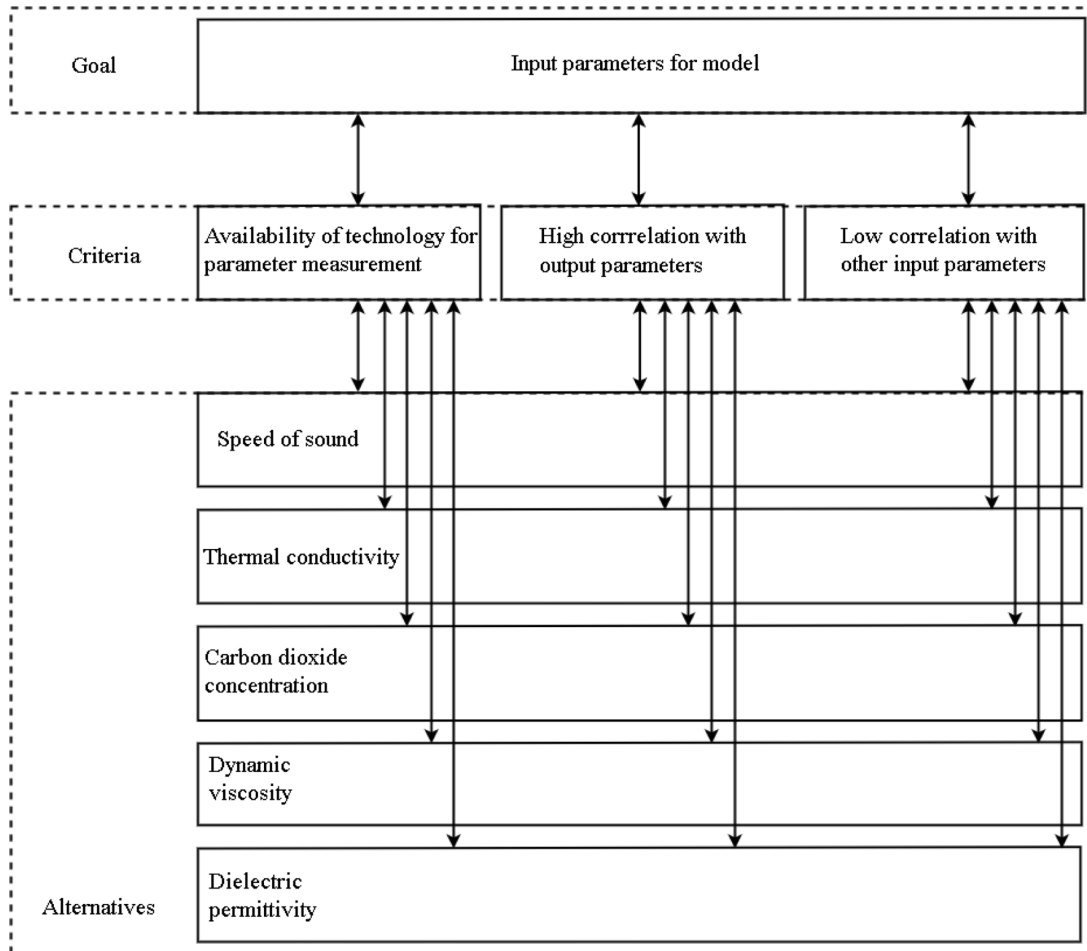 Goal
Input parameters for model
Criteria
Availability of technology for
parameter measurement
High corrrelation with
output parameters
Low correlation with
other input parameters
Speed of sound
Thermal conductivity
Carbon dioxide
concentration
Dynamic
viscosity
Alternatives
Dielectric
permittivity